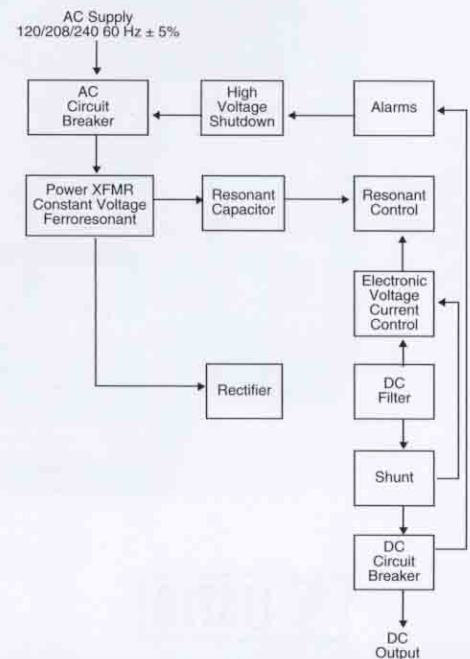 AC Supply
120/208/240 60 Hz ± 5%
AC
Circuit
Breaker
High
Voltage
Shutdown
Alarms
Power XFMR
Constant Voltage
Ferroresonant
Resonant
Capacitor
Resonant
Control
Electronic
Voltage
Current
Control
Rectifier
DC
Filter
Shunt
DC
Circuit
Breaker
DC
Output